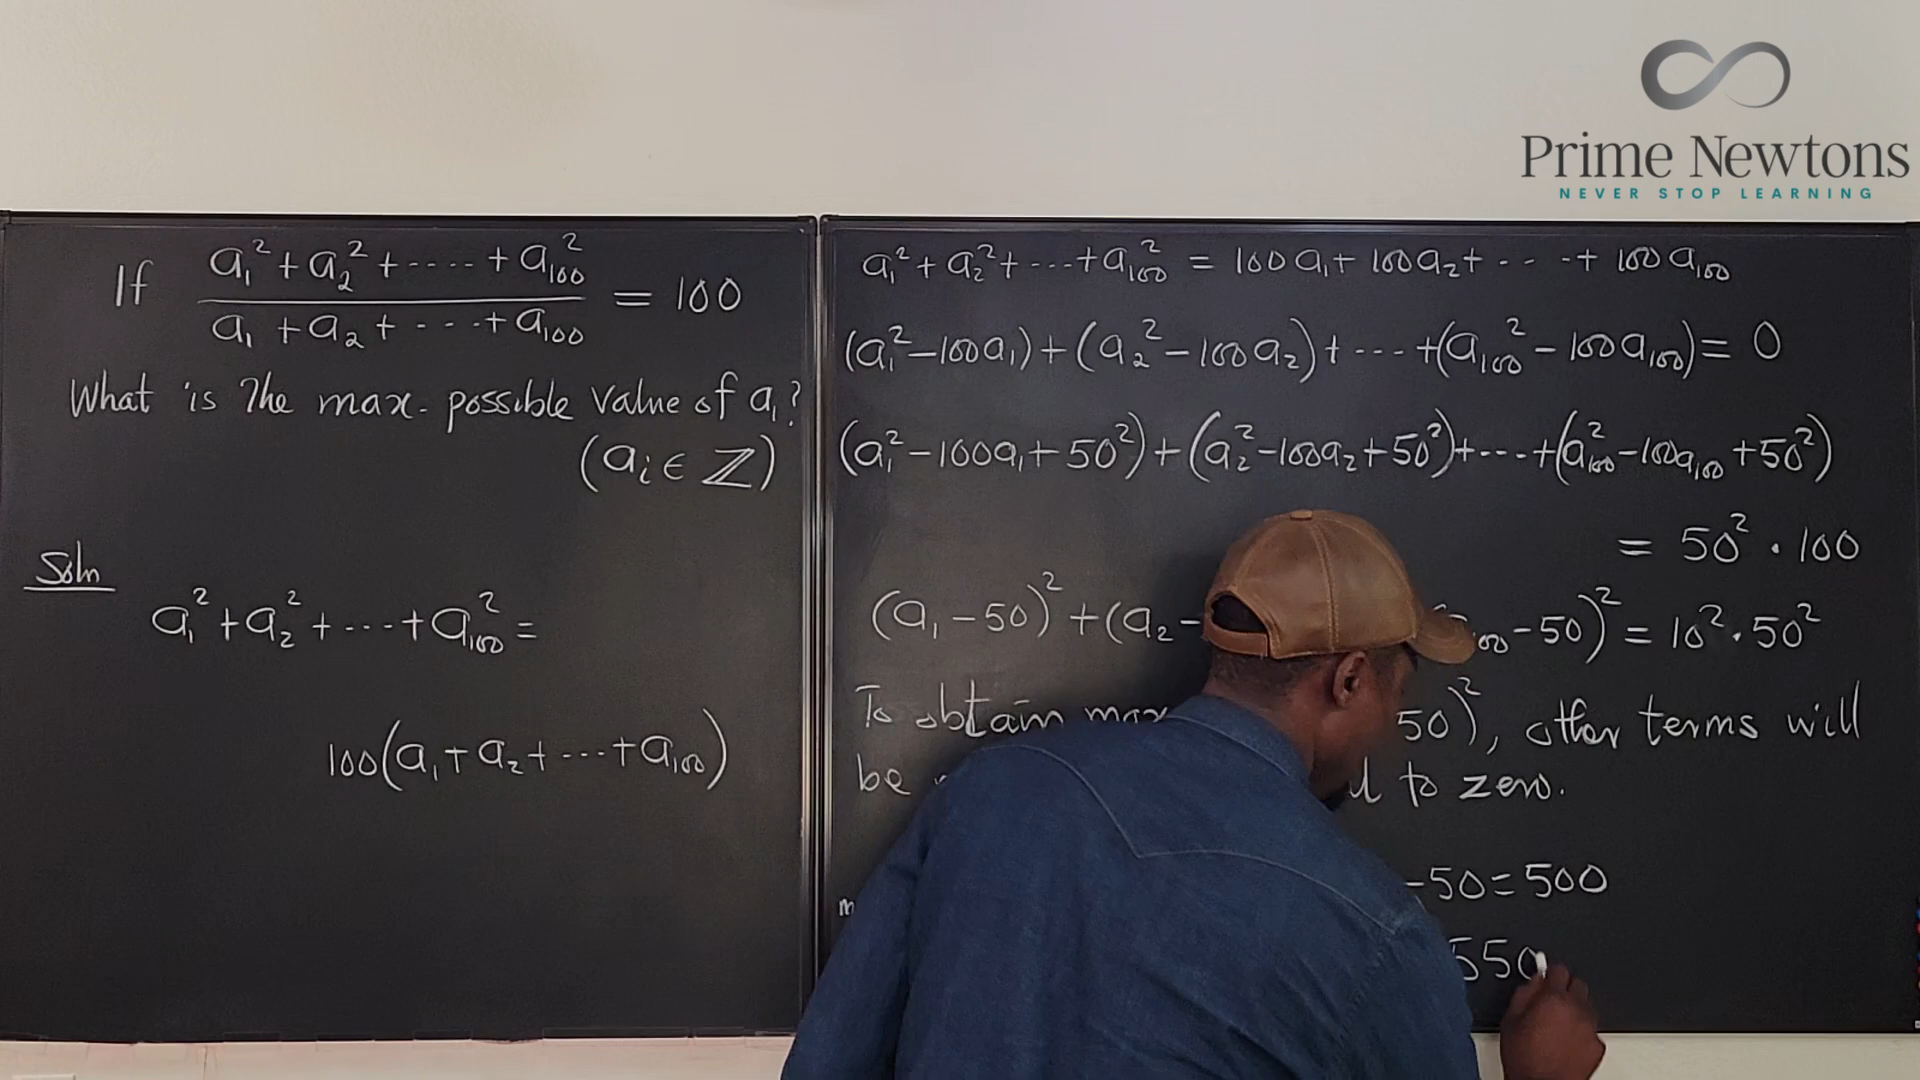 Prime Newtons
NEVER STOP LEARNING
If (a₁² + a₂² + ---- + a₁₀₀²) / (a₁ + a₂ + ---- + a₁₀₀) = 100
What is the max. possible value of a₁?
(aᵢ ∈ ℤ)
Soln
a₁² + a₂² + --- + a₁₀₀² =
100(a₁ + a₂ + --- + a₁₀₀)
a₁² + a₂² + --- + a₁₀₀² = 100a₁ + 100a₂ + - - - + 100a₁₀₀
(a₁² - 100a₁) + (a₂² - 100a₂) + --- + (a₁₀₀² - 100a₁₀₀) = 0
(a₁² - 100a₁ + 50²) + (a₂² - 100a₂ + 50²) + --- + (a₁₀₀² - 100a₁₀₀ + 50²)
= 50² · 100
(a₁ - 50)² + (a₂ - - 50)² = 10² · 50²
To obtain max 50)², other terms will
be to zero.
- 50 = 500
550